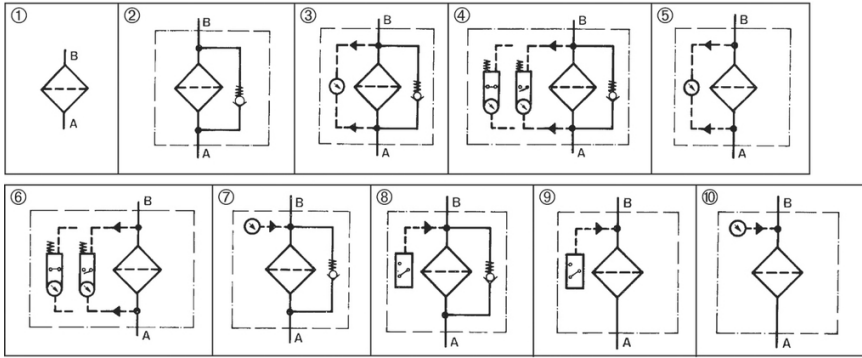 ① B A
② B A
③ B A
④ B A
⑤ B A
⑥ B A
⑦ B A
⑧ B A
⑨ B A
⑩ B A